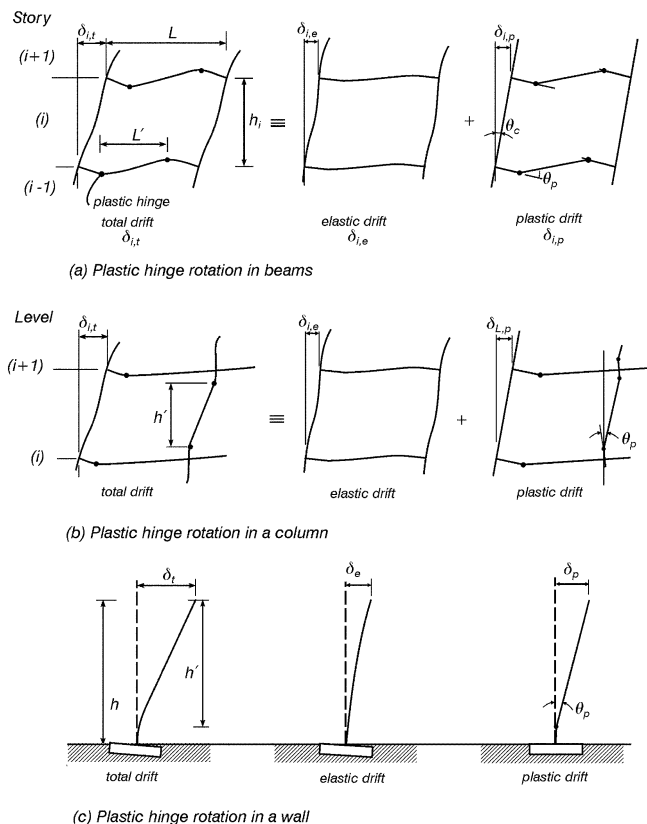 Story
(i+1)
(i)
(i -1)
δi,t
L
L′
hi
≡
δi,e
+
δi,p
θc
θp
plastic hinge
total drift
δi,t
elastic drift
δi,e
plastic drift
δi,p
(a) Plastic hinge rotation in beams
Level
(i+1)
(i)
δi,t
h′
≡
δi,e
+
δL,p
θp
total drift
elastic drift
plastic drift
(b) Plastic hinge rotation in a column
δt
h
h′
δe
δp
θp
total drift
elastic drift
plastic drift
(c) Plastic hinge rotation in a wall